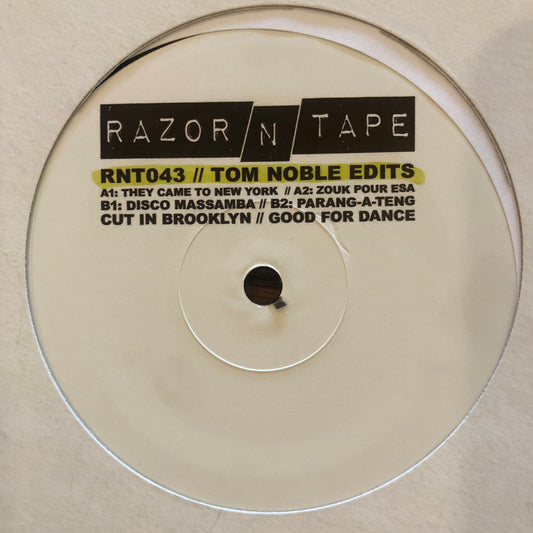 RAZOR N TAPE
RNT043 // TOM NOBLE EDITS
A1: THEY CAME TO NEW YORK // A2: ZOUK POUR ESA
B1: DISCO MASSAMBA // B2: PARANG-A-TENG
CUT IN BROOKLYN // GOOD FOR DANCE